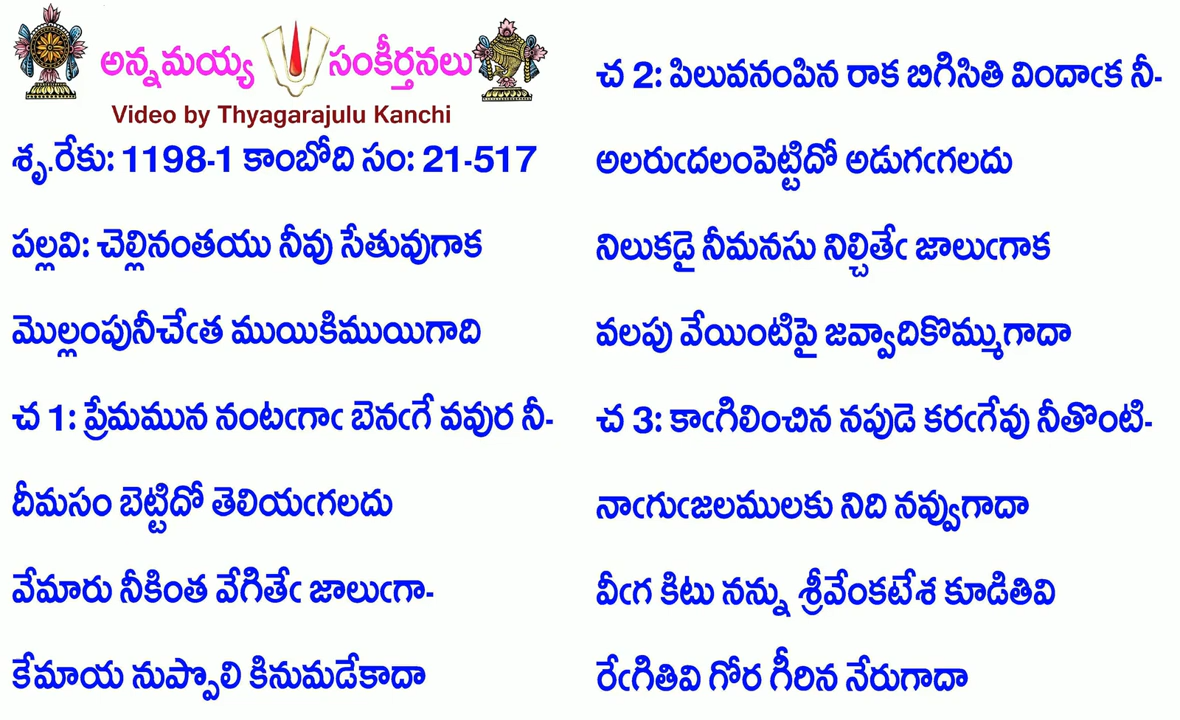 అన్నమయ్య సంకీర్తనలు
Video by Thyagarajulu Kanchi
శృ.రేకు: 1198-1 కాంబోది సం: 21-517
పల్లవి: చెల్లినంతయు నీవు సేతువుగాక
మొల్లంపునీచేఁత ముయికిముయిగాది
చ 1: ప్రేమమున నంటఁగాఁ బెనఁగే వవుర నీ-
దీమసం బెట్టిదో తెలియఁగలదు
వేమారు నీకింత వేగితేఁ జాలుఁగా-
కేమాయ నుప్పొలి కినుమడేకాదా
చ 2: పిలువనంపిన రాక బిగిసితి విందాఁక నీ-
అలరుఁదలంపెట్టిదో అడుగఁగలదు
నిలుకడై నీమనసు నిల్చితేఁ జాలుఁగాక
వలపు వేయింటిపై జవ్వాదికొమ్ముగాదా
చ 3: కాఁగిలించిన నపుడె కరఁగేవు నీతొంటి-
నాఁగుఁజలములకు నిది నవ్వుగాదా
వీఁగ కిటు నన్ను శ్రీవేంకటేశ కూడితివి
రేఁగితివి గోర గీరిన నేరుగాదా